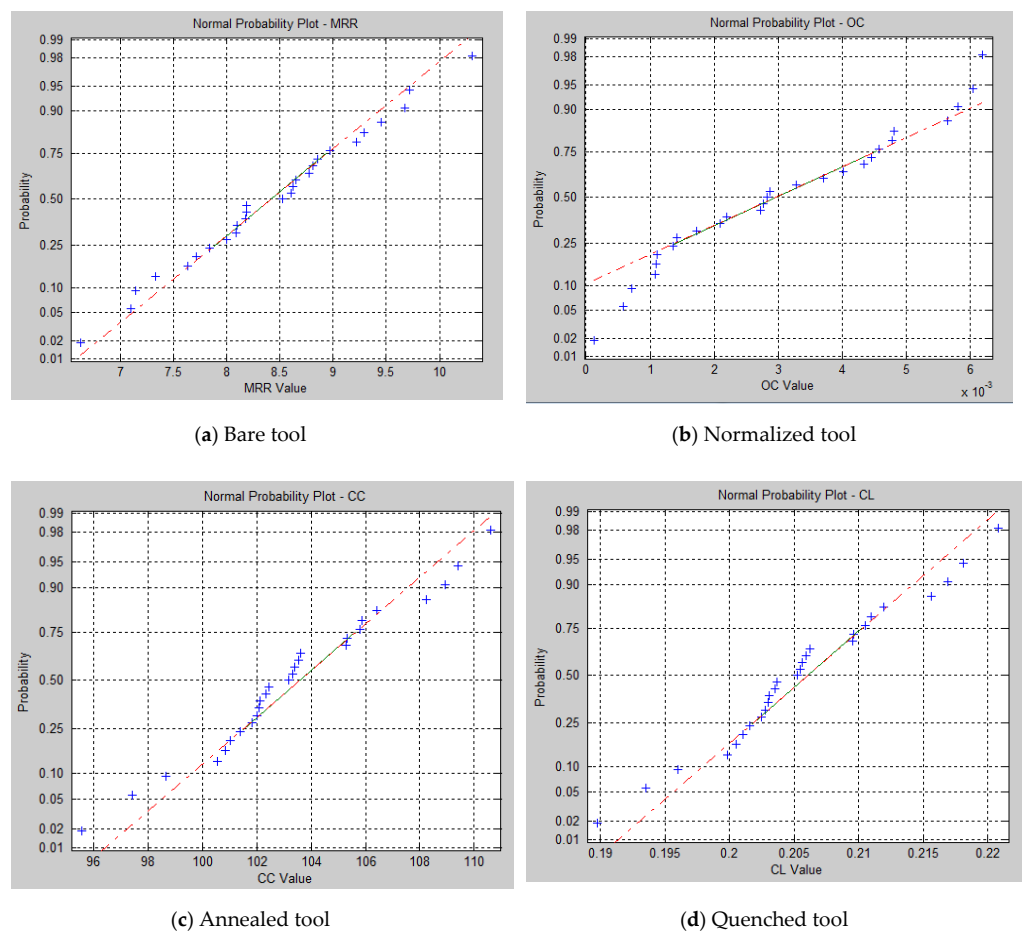 Normal Probability Plot - MRR
0.99
0.98
0.95
0.90
0.75
0.50
0.25
0.10
0.05
0.02
0.01
Probability
7 7.5 8 8.5 9 9.5 10
MRR Value
(a) Bare tool
Normal Probability Plot - OC
0.99
0.98
0.95
0.90
0.75
0.50
0.25
0.10
0.05
0.02
0.01
Probability
0 1 2 3 4 5 6
OC Value
x 10-3
(b) Normalized tool
Normal Probability Plot - CC
0.99
0.98
0.95
0.90
0.75
0.50
0.25
0.10
0.05
0.02
0.01
Probability
96 98 100 102 104 106 108 110
CC Value
(c) Annealed tool
Normal Probability Plot - CL
0.99
0.98
0.95
0.90
0.75
0.50
0.25
0.10
0.05
0.02
0.01
Probability
0.19 0.195 0.2 0.205 0.21 0.215 0.22
CL Value
(d) Quenched tool